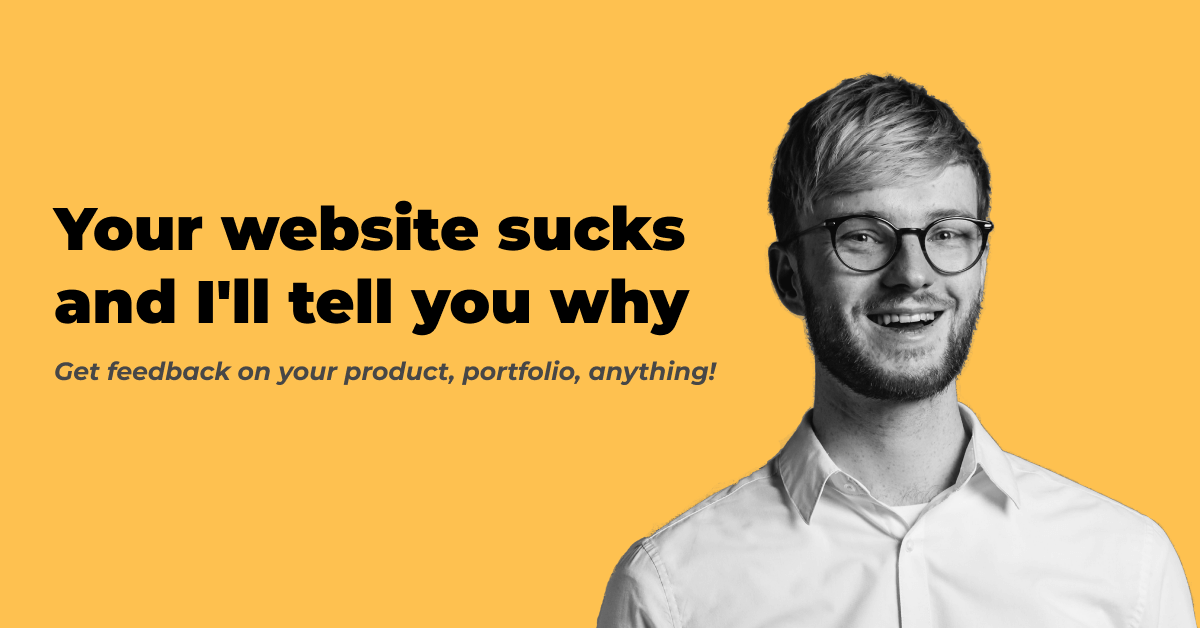 Your website sucks
and I'll tell you why
Get feedback on your product, portfolio, anything!